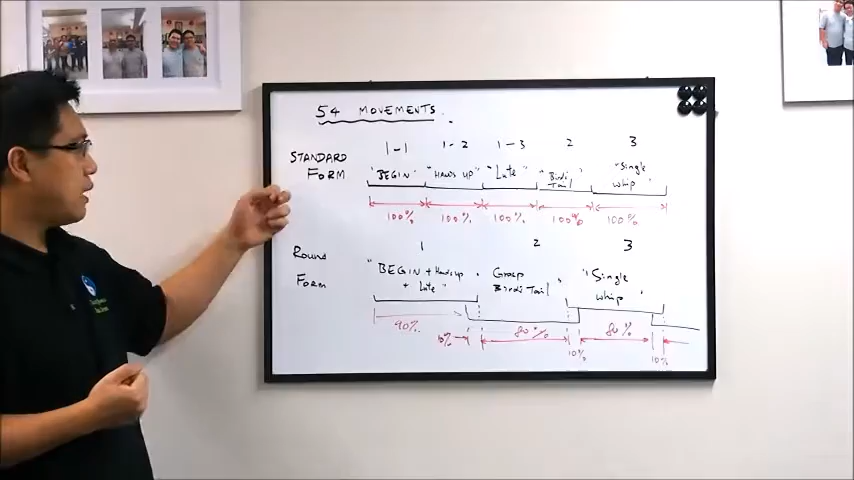 54 MOVEMENTS.
1-1 1-2 1-3 2 3
STANDARD FORM "BEGIN" "HANDS UP" "Lute" "Birds Tail" "Single whip"
100% 100% 100% 100% 100%
1 2 3
Round Form "BEGIN + Hands up + Lute" "Grasp Birds Tail" "Single whip"
90% 10% 80% 10% 80% 10%